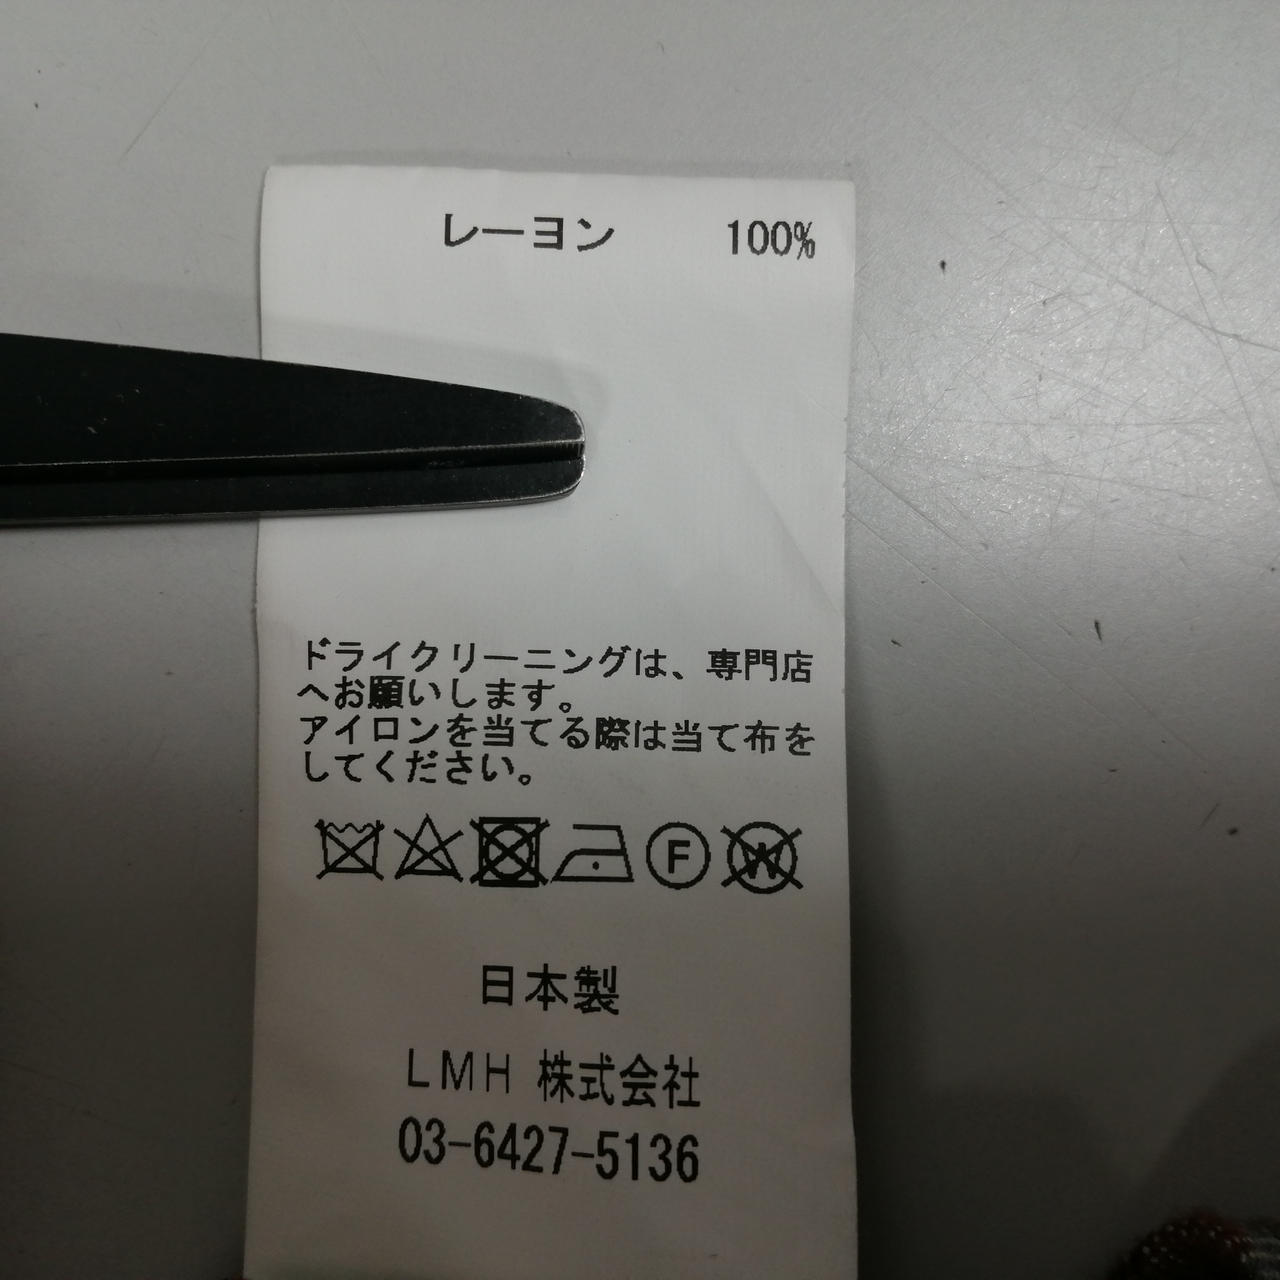 レーヨン 100%
ドライクリーニングは、専門店
へお願いします。
アイロンを当てる際は当て布を
してください。
F W
日本製
LMH 株式会社
03-6427-5136